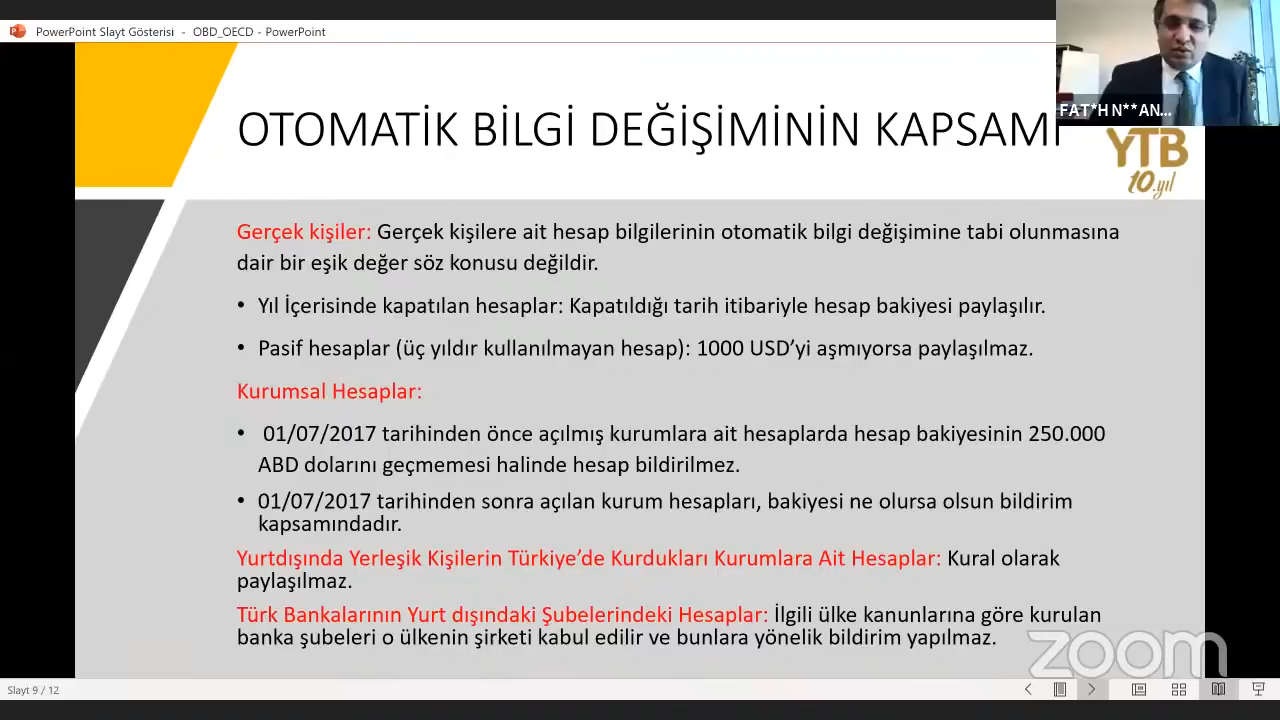 PowerPoint Slayt Gösterisi - OBD_OECD - PowerPoint
FAT*H N**AN...
OTOMATİK BİLGİ DEĞİŞİMİNİN KAPSAMI
YTB
10.yıl
Gerçek kişiler: Gerçek kişilere ait hesap bilgilerinin otomatik bilgi değişimine tabi olunmasına
dair bir eşik değer söz konusu değildir.
• Yıl İçerisinde kapatılan hesaplar: Kapatıldığı tarih itibariyle hesap bakiyesi paylaşılır.
• Pasif hesaplar (üç yıldır kullanılmayan hesap): 1000 USD’yi aşmıyorsa paylaşılmaz.
Kurumsal Hesaplar:
• 01/07/2017 tarihinden önce açılmış kurumlara ait hesaplarda hesap bakiyesinin 250.000
ABD dolarını geçmemesi halinde hesap bildirilmez.
• 01/07/2017 tarihinden sonra açılan kurum hesapları, bakiyesi ne olursa olsun bildirim
kapsamındadır.
Yurtdışında Yerleşik Kişilerin Türkiye’de Kurdukları Kurumlara Ait Hesaplar: Kural olarak
paylaşılmaz.
Türk Bankalarının Yurt dışındaki Şubelerindeki Hesaplar: İlgili ülke kanunlarına göre kurulan
banka şubeleri o ülkenin şirketi kabul edilir ve bunlara yönelik bildirim yapılmaz.
zoom
Slayt 9 / 12